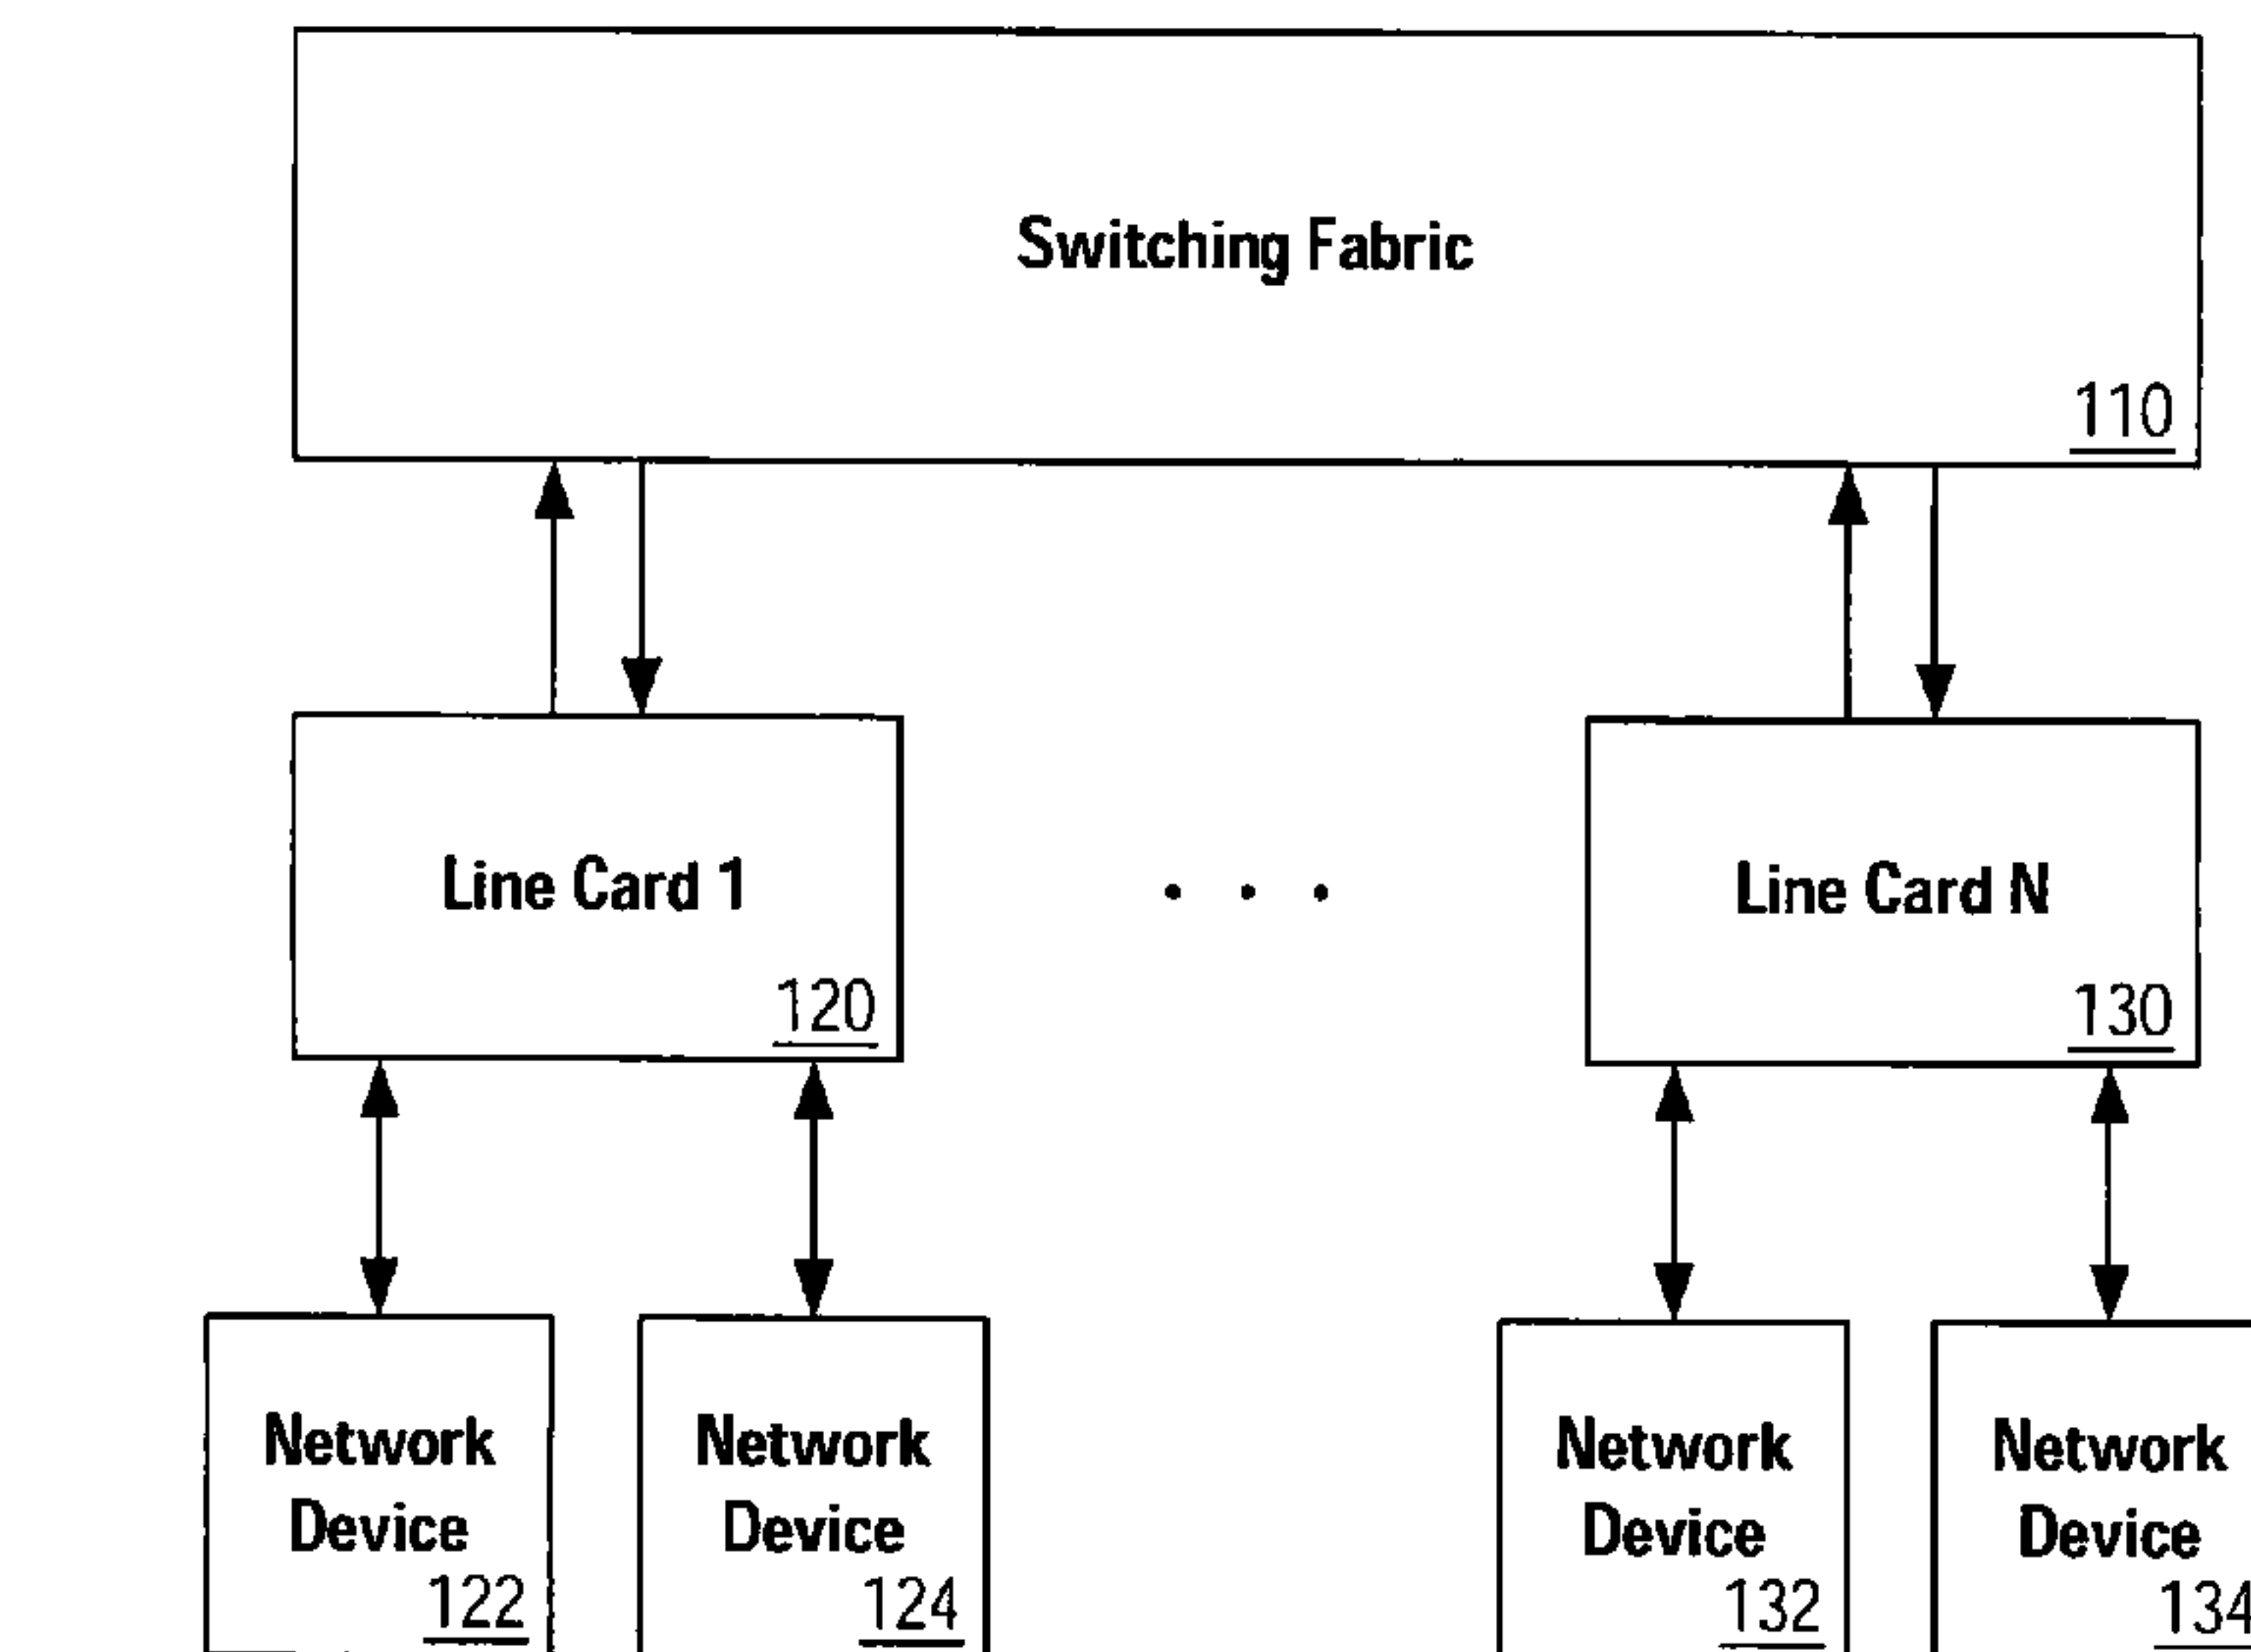 Switching Fabric
110
Line Card 1
120
. . .
Line Card N
130
Network
Device
122
Network
Device
124
Network
Device
132
Network
Device
134